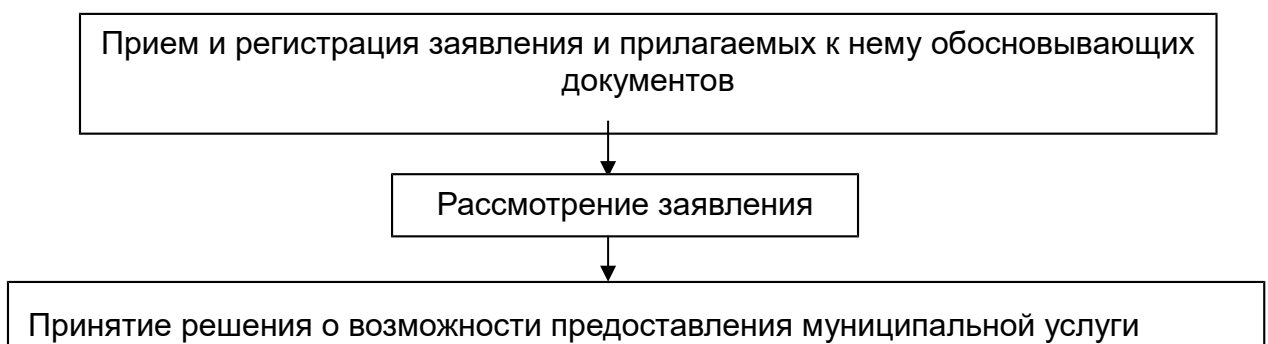 Прием и регистрация заявления и прилагаемых к нему обосновывающих
документов
Рассмотрение заявления
Принятие решения о возможности предоставления муниципальной услуги